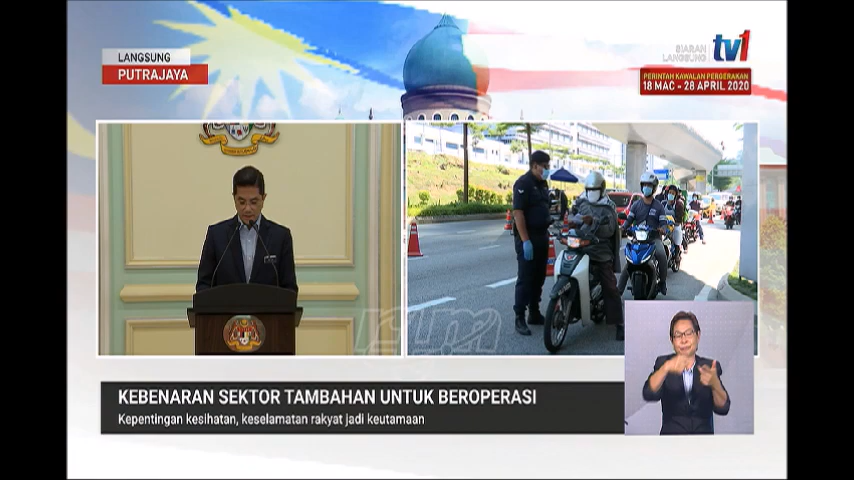 LANGSUNG
PUTRAJAYA
SIARAN
LANGSUNG
tv1
PERINTAH KAWALAN PERGERAKAN
18 MAC - 28 APRIL 2020
KEBENARAN SEKTOR TAMBAHAN UNTUK BEROPERASI
Kepentingan kesihatan, keselamatan rakyat jadi keutamaan